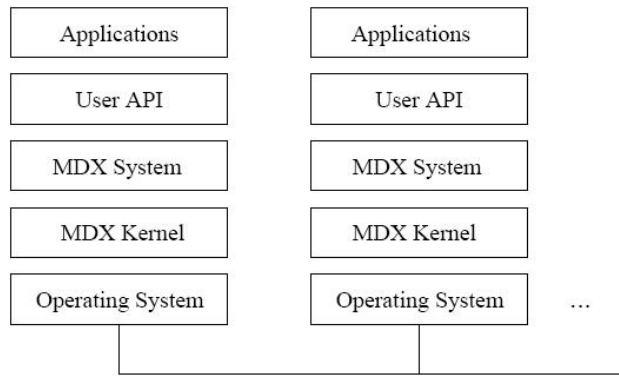 Applications
User API
MDX System
MDX Kernel
Operating System
Applications
User API
MDX System
MDX Kernel
Operating System
...